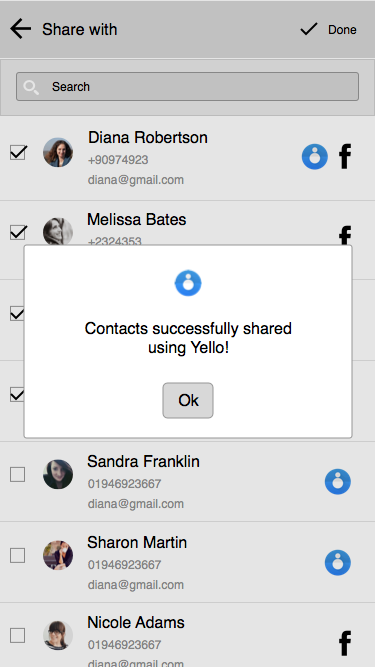 Share with
Done
Search
Diana Robertson
+90974923
diana@gmail.com
Melissa Bates
+2324353
Contacts successfully shared
using Yello!
Ok
Sandra Franklin
01946923667
diana@gmail.com
Sharon Martin
01946923667
diana@gmail.com
Nicole Adams
01946923667
diana@gmail.com